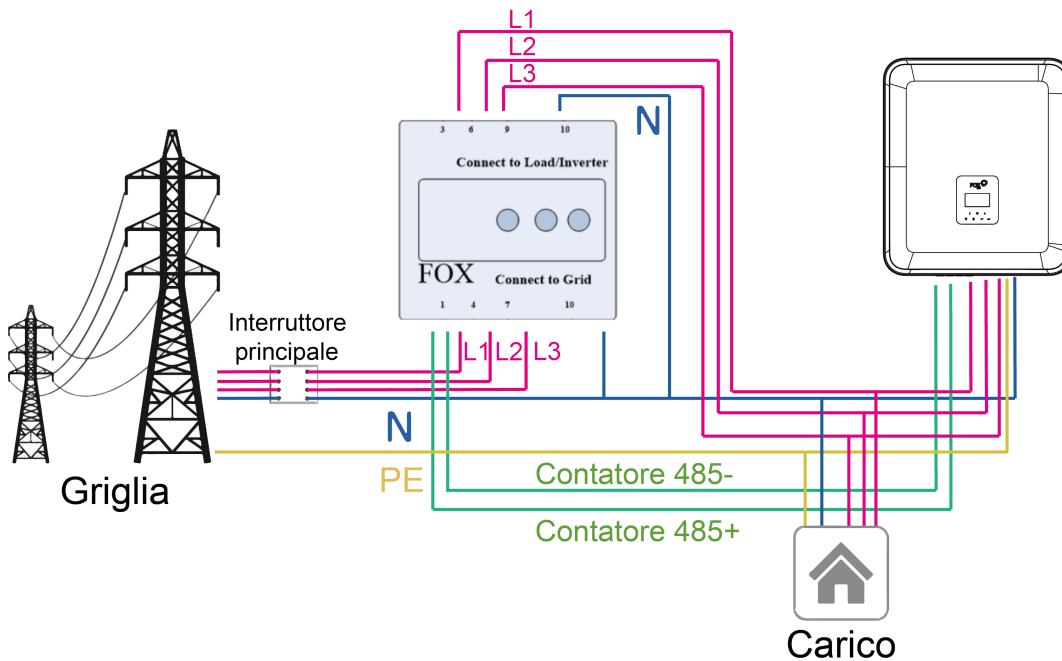 L1
L2
L3
N
3 6 9 10
Connect to Load/Inverter
FOX
Connect to Grid
1 4 7 10
Interruttore
principale
L1 L2 L3
N
PE
Griglia
Contatore 485-
Contatore 485+
Carico